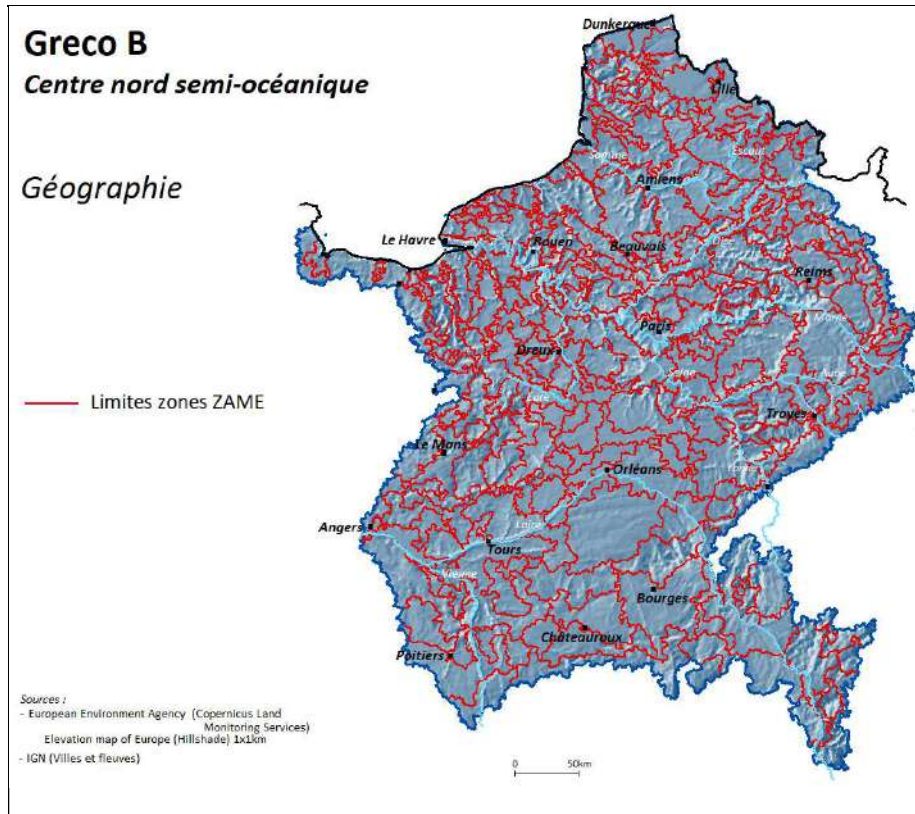 Greco B
Centre nord semi-océanique
Géographie
Limites zones ZAME
Dunkerque
Lille
Escaut
Somme
Amiens
Le Havre
Rouen
Beauvais
Oise
Reims
Paris
Marne
Dreux
Seine
Aube
Eure
Troyes
Le Mans
Yonne
Orléans
Angers
Loire
Tours
Vienne
Bourges
Châteauroux
Poitiers
Sources :
- European Environment Agency (Copernicus Land
Monitoring Services)
Elevation map of Europe (Hillshade) 1x1km
- IGN (Villes et fleuves)
0 50km